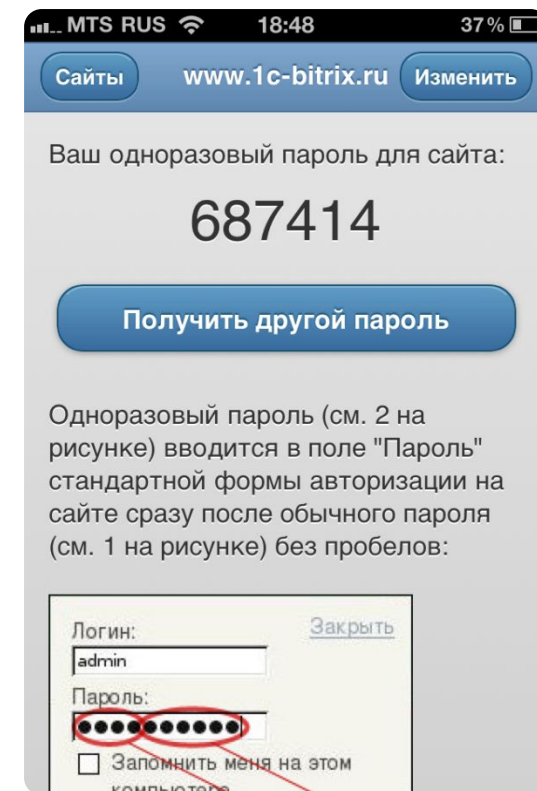 MTS RUS 18:48 37%
Сайты www.1c-bitrix.ru Изменить
Ваш одноразовый пароль для сайта:
687414
Получить другой пароль
Одноразовый пароль (см. 2 на
рисунке) вводится в поле "Пароль"
стандартной формы авторизации на
сайте сразу после обычного пароля
(см. 1 на рисунке) без пробелов:
Логин: Закрыть
admin
Пароль:
●●●●●●●●●●
Запомнить меня на этом
компьютере